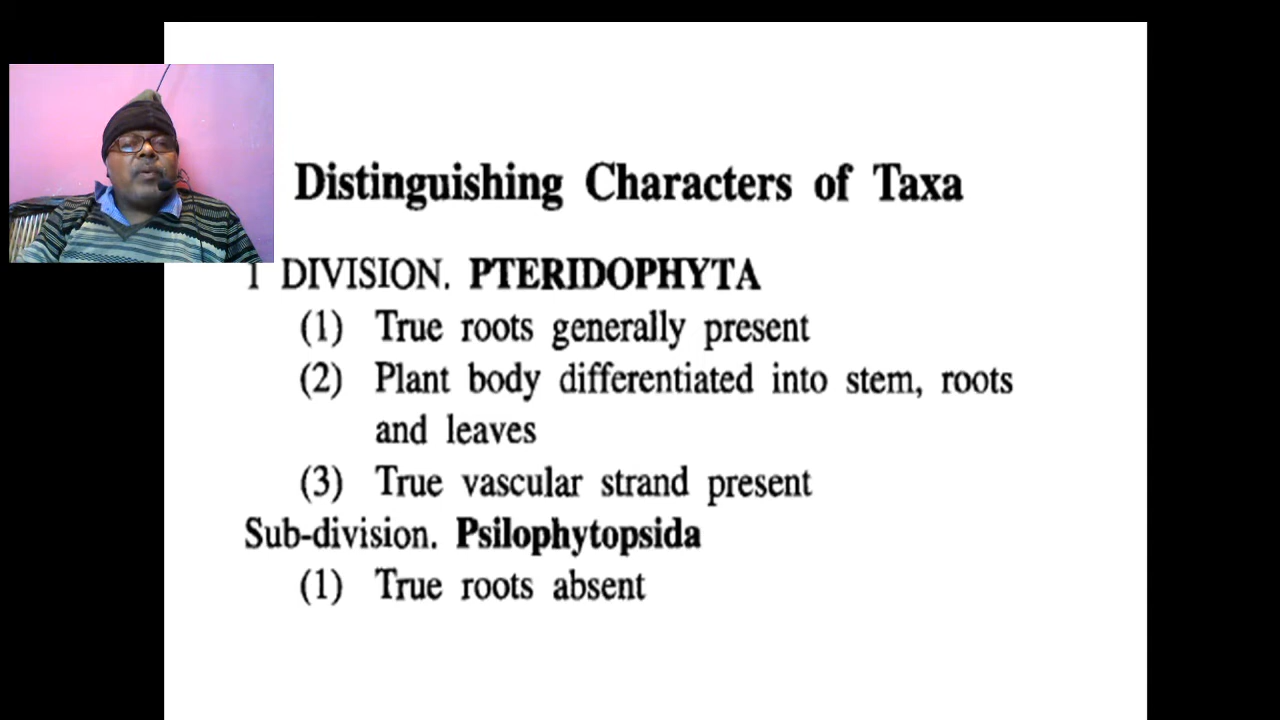 Distinguishing Characters of Taxa
1 DIVISION. PTERIDOPHYTA
(1) True roots generally present
(2) Plant body differentiated into stem, roots
and leaves
(3) True vascular strand present
Sub-division. Psilophytopsida
(1) True roots absent